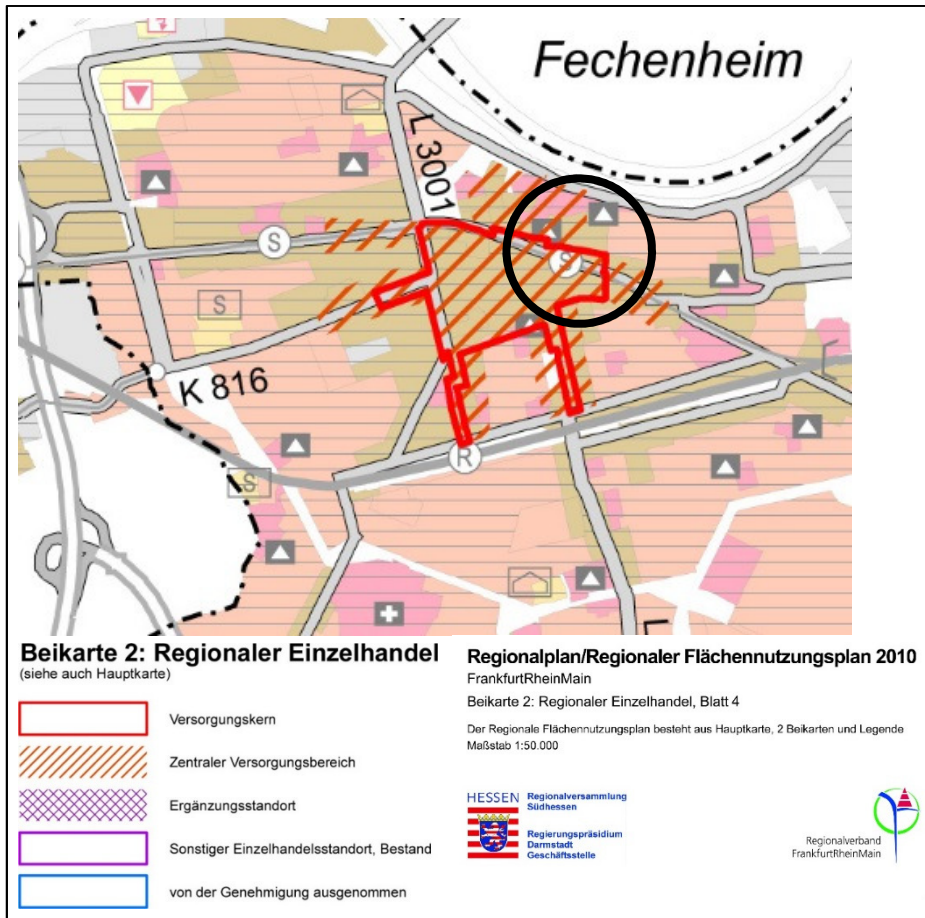 Fechenheim
L 3001
S
S
S
K 816
S
R
L
Beikarte 2: Regionaler Einzelhandel
(siehe auch Hauptkarte)
Versorgungskern
Zentraler Versorgungsbereich
Ergänzungsstandort
Sonstiger Einzelhandelsstandort, Bestand
von der Genehmigung ausgenommen
Regionalplan/Regionaler Flächennutzungsplan 2010
FrankfurtRheinMain
Beikarte 2: Regionaler Einzelhandel, Blatt 4
Der Regionale Flächennutzungsplan besteht aus Hauptkarte, 2 Beikarten und Legende
Maßstab 1:50.000
HESSEN
Regionalversammlung
Südhessen
Regierungspräsidium
Darmstadt
Geschäftsstelle
Regionalverband
FrankfurtRheinMain